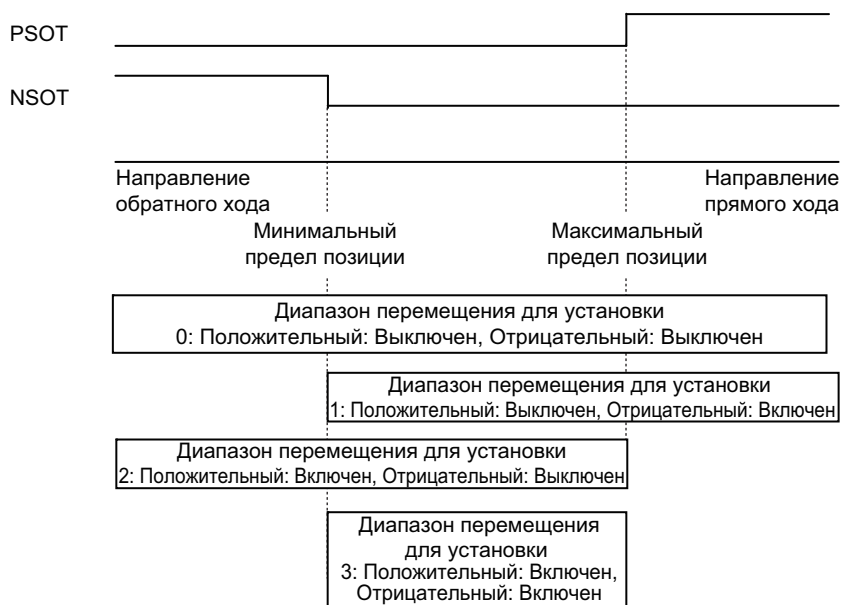 PSOT
NSOT
Направление
обратного хода
Направление
прямого хода
Минимальный
предел позиции
Максимальный
предел позиции
Диапазон перемещения для установки
0: Положительный: Выключен, Отрицательный: Выключен
Диапазон перемещения для установки
1: Положительный: Выключен, Отрицательный: Включен
Диапазон перемещения для установки
2: Положительный: Включен, Отрицательный: Выключен
Диапазон перемещения
для установки
3: Положительный: Включен,
Отрицательный: Включен